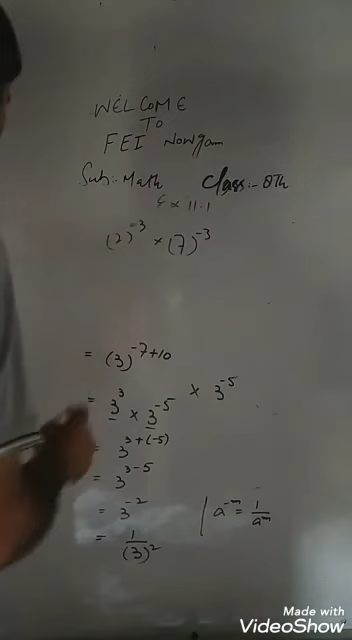 WELCOME
TO
FEI Nowgam
Sub:- Math Class:- 8Th
Ex 11.1
(2)^-3 × (7)^-3
= (3)^-7+10
= 3^3 × 3^-5 × 3^-5
= 3^3+(-5)
= 3^3-5
= 3^-2 / a^-m = 1/a^m
= 1/(3)^2
Made with
VideoShow